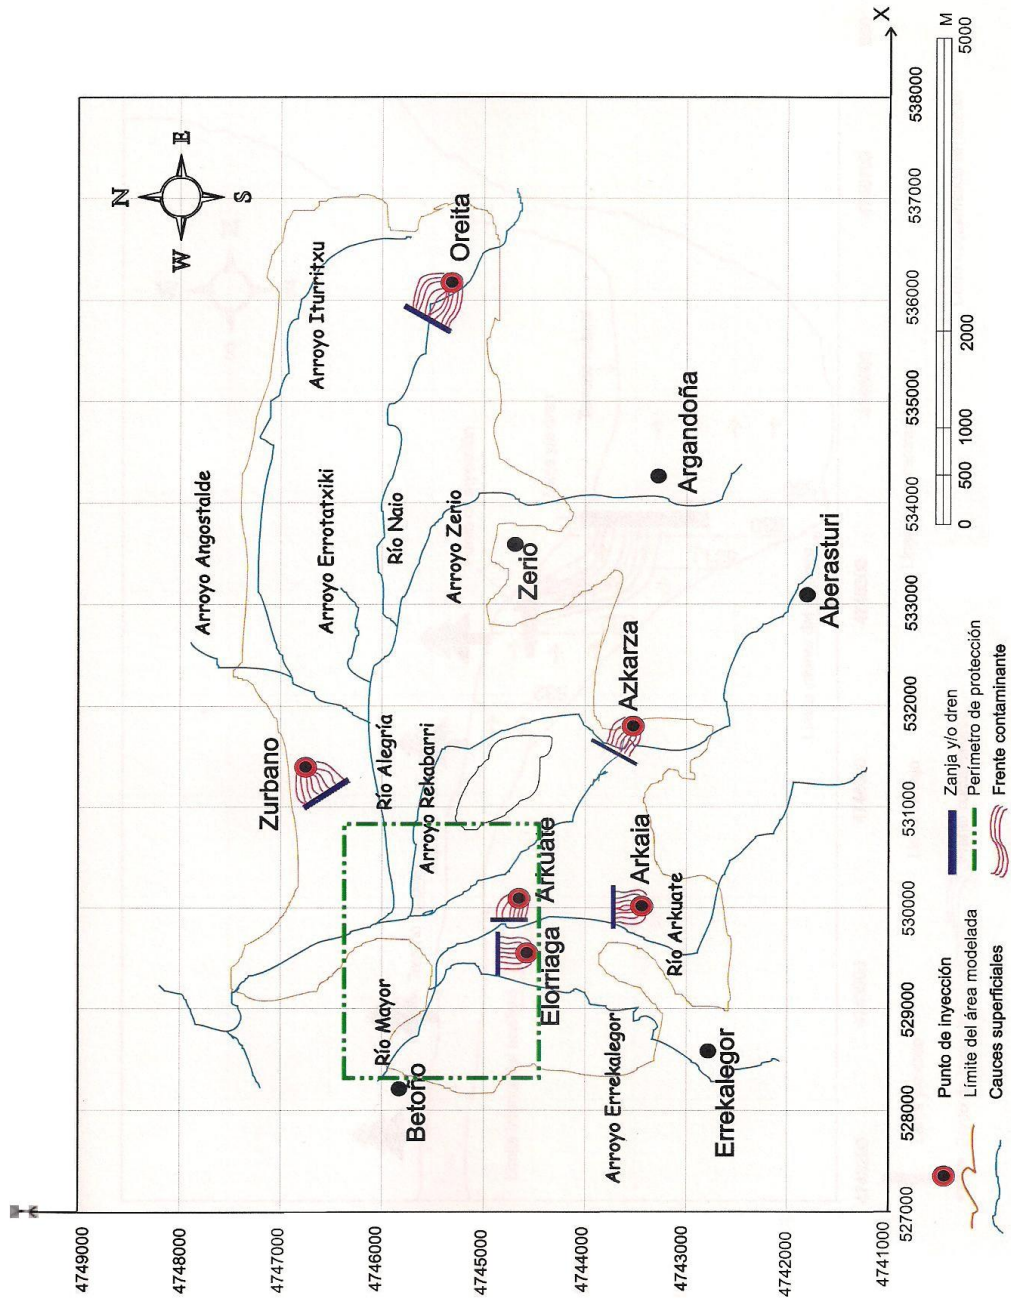 4749000
4748000
4747000
4746000
4745000
4744000
4743000
4742000
4741000
527000
528000
529000
530000
531000
532000
533000
534000
535000
536000
537000
538000
X
N
W
E
S
Arroyo Angostalde
Arroyo Iturritxu
Oreita
Arroyo Errotatxiki
Río Naio
Arroyo Zerio
Zerio
Argandoña
Zurbano
Río Alegría
Arroyo Rekabarri
Azkarza
Aberasturi
Arkuate
Arkaia
Elorriaga
Río Arkuate
Río Mayor
Betoño
Arroyo Errekalegor
Errekalegor
0
500
1000
2000
5000
M
Punto de inyección
Límite del área modelada
Cauces superficiales
Zanja y/o dren
Perímetro de protección
Frente contaminante